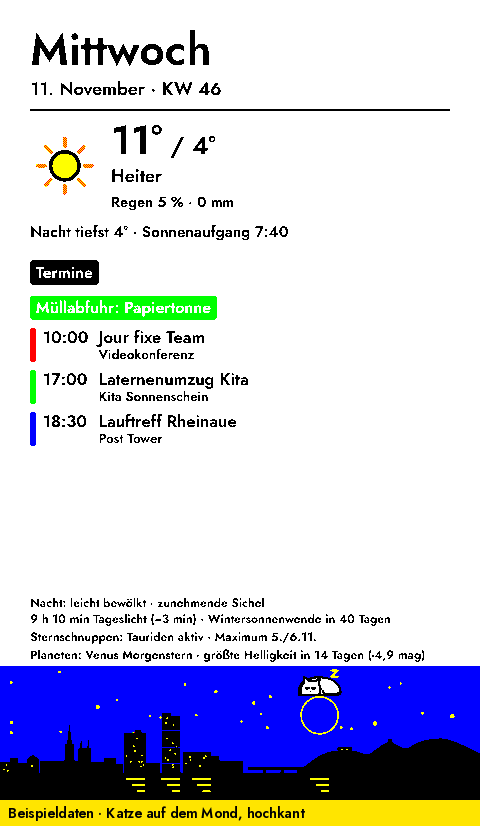 Mittwoch
11. November · KW 46
11° / 4°
Heiter
Regen 5 % · 0 mm
Nacht tiefst 4° · Sonnenaufgang 7:40
Termine
Müllabfuhr: Papiertonne
10:00 Jour fixe Team
Videokonferenz
17:00 Laternenumzug Kita
Kita Sonnenschein
18:30 Lauftreff Rheinaue
Post Tower
Nacht: leicht bewölkt · zunehmende Sichel
9 h 10 min Tageslicht (−3 min) · Wintersonnenwende in 40 Tagen
Sternschnuppen: Tauriden aktiv · Maximum 5./6.11.
Planeten: Venus Morgenstern · größte Helligkeit in 14 Tagen (-4,9 mag)
z
Beispieldaten · Katze auf dem Mond, hochkant